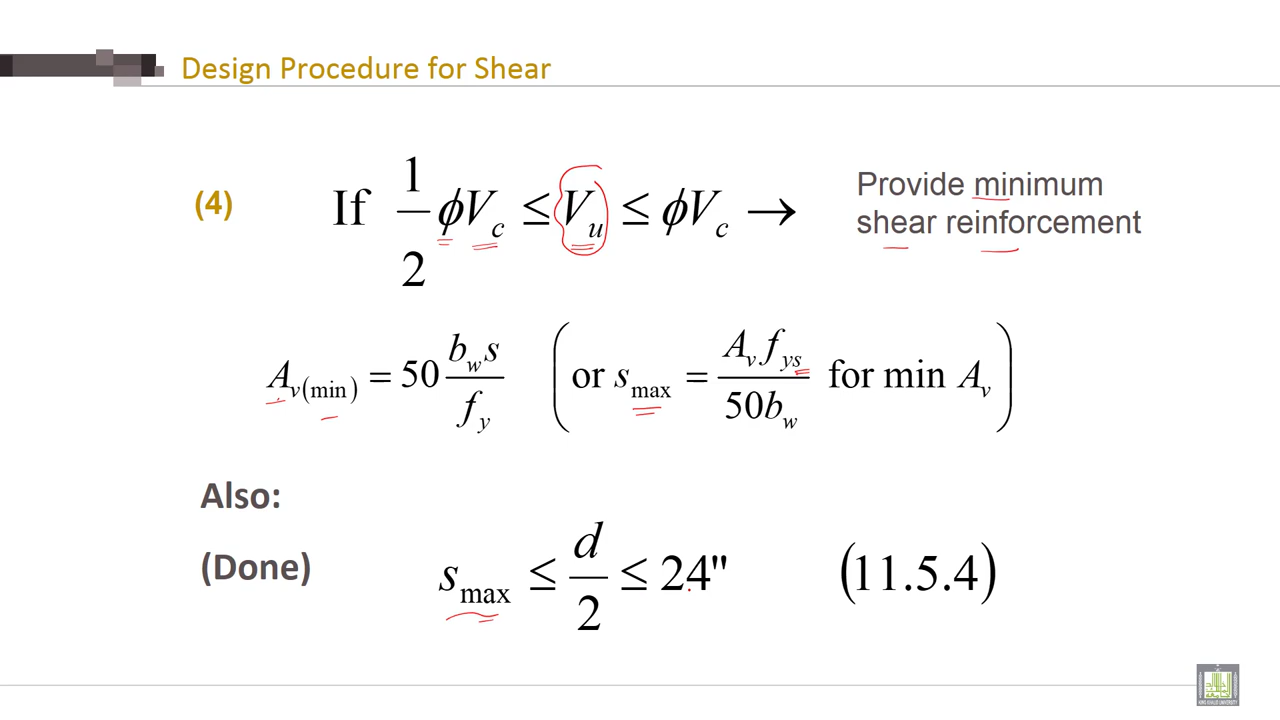 Design Procedure for Shear
(4) If 1/2 ϕV_c ≤ V_u ≤ ϕV_c → Provide minimum
shear reinforcement
A_v(min) = 50 b_w s / f_y (or s_max = A_v f_ys / 50b_w for min A_v)
Also:
(Done) s_max ≤ d/2 ≤ 24" (11.5.4)